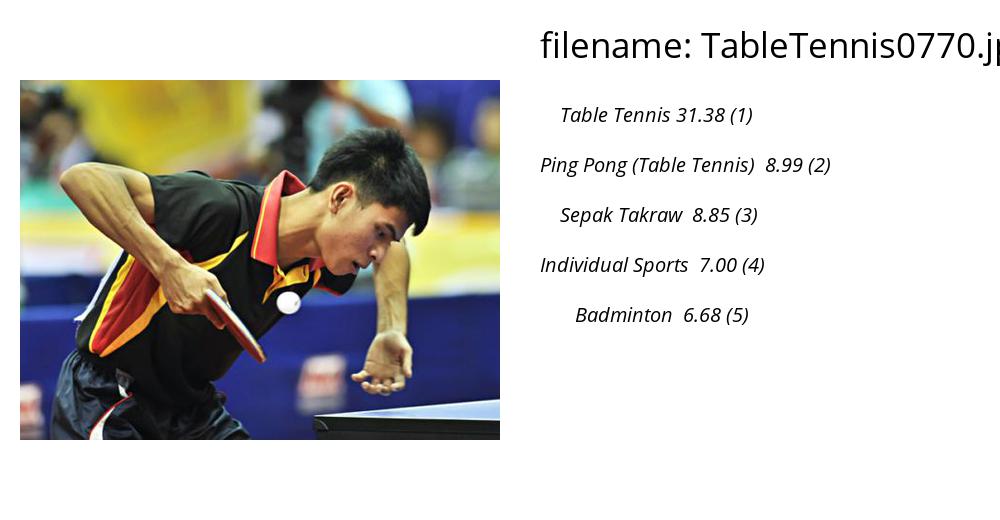 filename: TableTennis0770.jp
Table Tennis 31.38 (1)
Ping Pong (Table Tennis) 8.99 (2)
Sepak Takraw 8.85 (3)
Individual Sports 7.00 (4)
Badminton 6.68 (5)